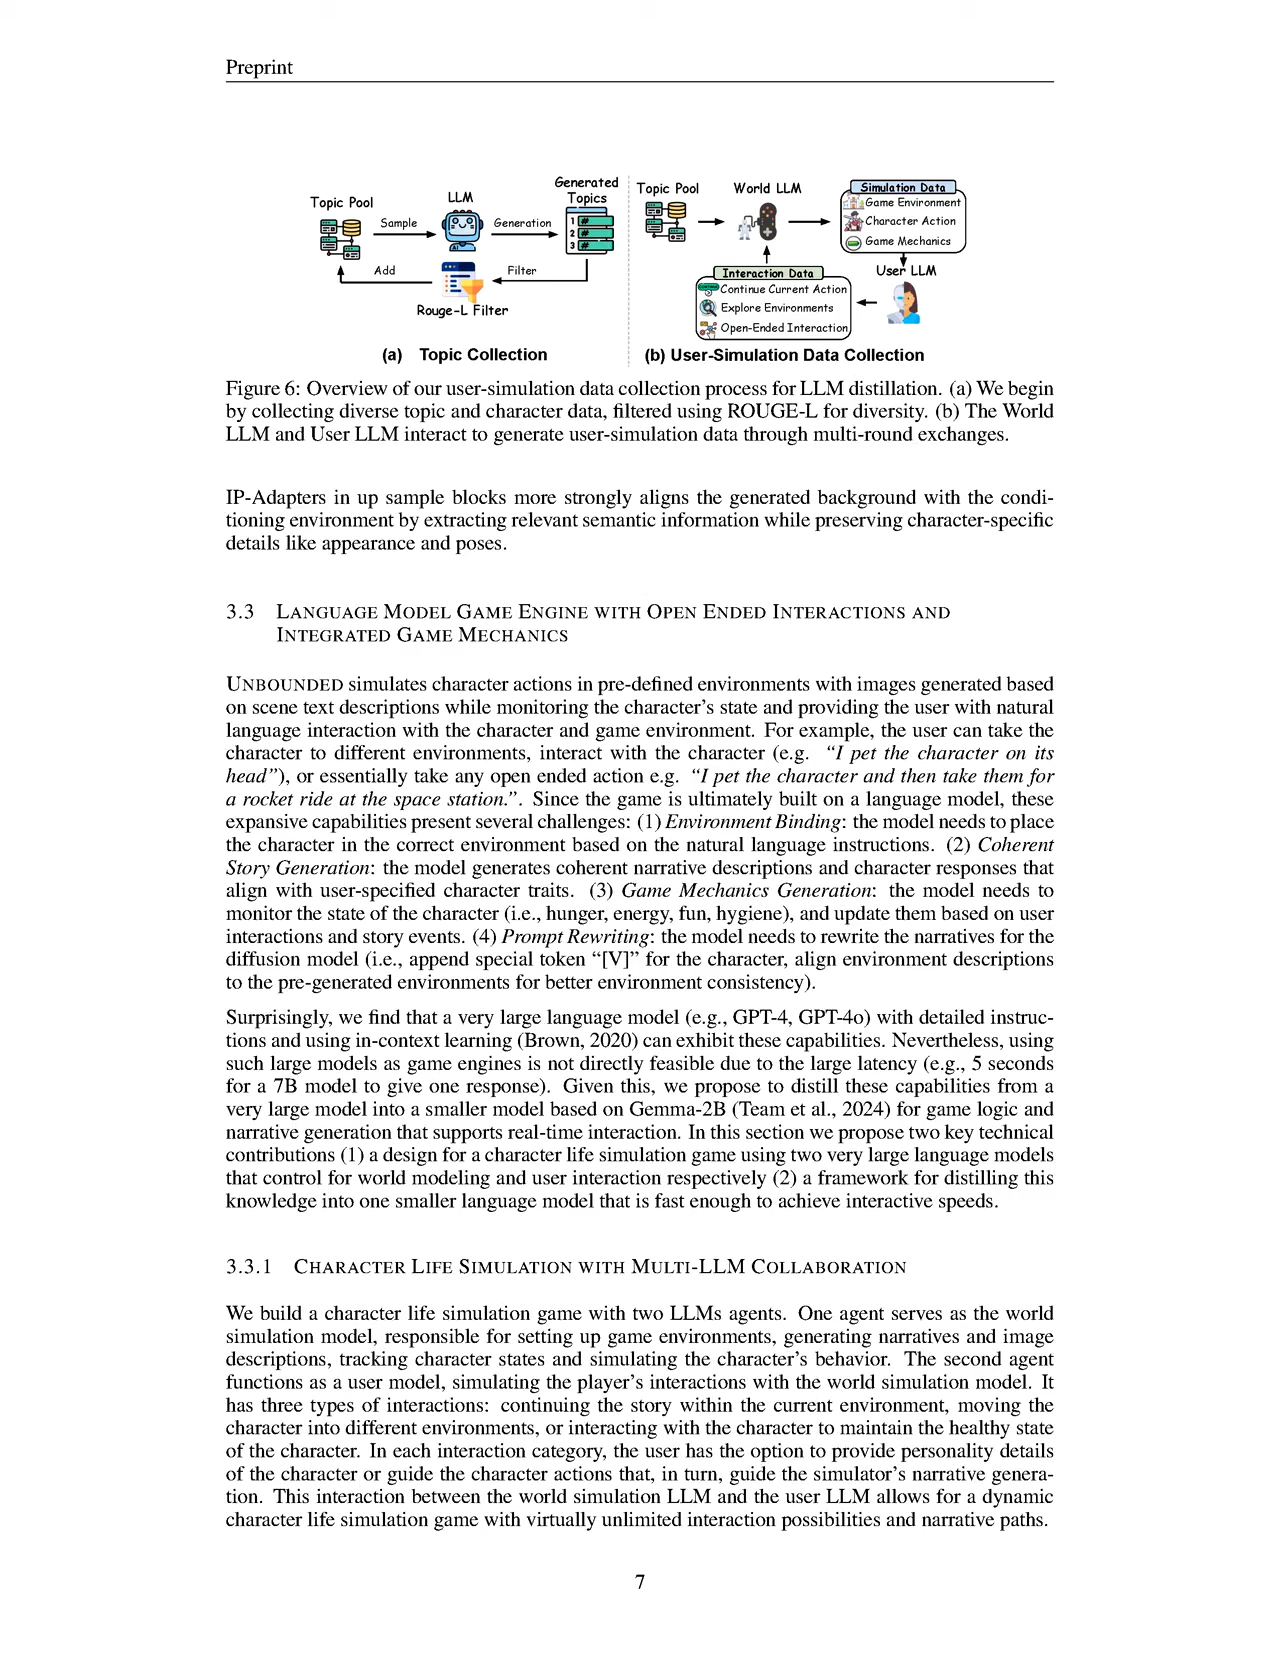 Preprint
Topic Pool
Sample
LLM
AI
Generation
Generated
Topics
1 #
2 #
3 #
Add
Filter
Rouge-L Filter
(a) Topic Collection
Topic Pool
World LLM
Simulation Data
Game Environment
Character Action
Game Mechanics
User LLM
Interaction Data
Continue Current Action
Explore Environments
Open-Ended Interaction
(b) User-Simulation Data Collection
Figure 6: Overview of our user-simulation data collection process for LLM distillation. (a) We begin
by collecting diverse topic and character data, filtered using ROUGE-L for diversity. (b) The World
LLM and User LLM interact to generate user-simulation data through multi-round exchanges.
IP-Adapters in up sample blocks more strongly aligns the generated background with the condi-
tioning environment by extracting relevant semantic information while preserving character-specific
details like appearance and poses.
3.3 LANGUAGE MODEL GAME ENGINE WITH OPEN ENDED INTERACTIONS AND
INTEGRATED GAME MECHANICS
UNBOUNDED simulates character actions in pre-defined environments with images generated based
on scene text descriptions while monitoring the character's state and providing the user with natural
language interaction with the character and game environment. For example, the user can take the
character to different environments, interact with the character (e.g. “I pet the character on its
head”), or essentially take any open ended action e.g. “I pet the character and then take them for
a rocket ride at the space station.”. Since the game is ultimately built on a language model, these
expansive capabilities present several challenges: (1) Environment Binding: the model needs to place
the character in the correct environment based on the natural language instructions. (2) Coherent
Story Generation: the model generates coherent narrative descriptions and character responses that
align with user-specified character traits. (3) Game Mechanics Generation: the model needs to
monitor the state of the character (i.e., hunger, energy, fun, hygiene), and update them based on user
interactions and story events. (4) Prompt Rewriting: the model needs to rewrite the narratives for the
diffusion model (i.e., append special token “[V]” for the character, align environment descriptions
to the pre-generated environments for better environment consistency).
Surprisingly, we find that a very large language model (e.g., GPT-4, GPT-4o) with detailed instruc-
tions and using in-context learning (Brown, 2020) can exhibit these capabilities. Nevertheless, using
such large models as game engines is not directly feasible due to the large latency (e.g., 5 seconds
for a 7B model to give one response). Given this, we propose to distill these capabilities from a
very large model into a smaller model based on Gemma-2B (Team et al., 2024) for game logic and
narrative generation that supports real-time interaction. In this section we propose two key technical
contributions (1) a design for a character life simulation game using two very large language models
that control for world modeling and user interaction respectively (2) a framework for distilling this
knowledge into one smaller language model that is fast enough to achieve interactive speeds.
3.3.1 CHARACTER LIFE SIMULATION WITH MULTI-LLM COLLABORATION
We build a character life simulation game with two LLMs agents. One agent serves as the world
simulation model, responsible for setting up game environments, generating narratives and image
descriptions, tracking character states and simulating the character's behavior. The second agent
functions as a user model, simulating the player's interactions with the world simulation model. It
has three types of interactions: continuing the story within the current environment, moving the
character into different environments, or interacting with the character to maintain the healthy state
of the character. In each interaction category, the user has the option to provide personality details
of the character or guide the character actions that, in turn, guide the simulator's narrative genera-
tion. This interaction between the world simulation LLM and the user LLM allows for a dynamic
character life simulation game with virtually unlimited interaction possibilities and narrative paths.
7